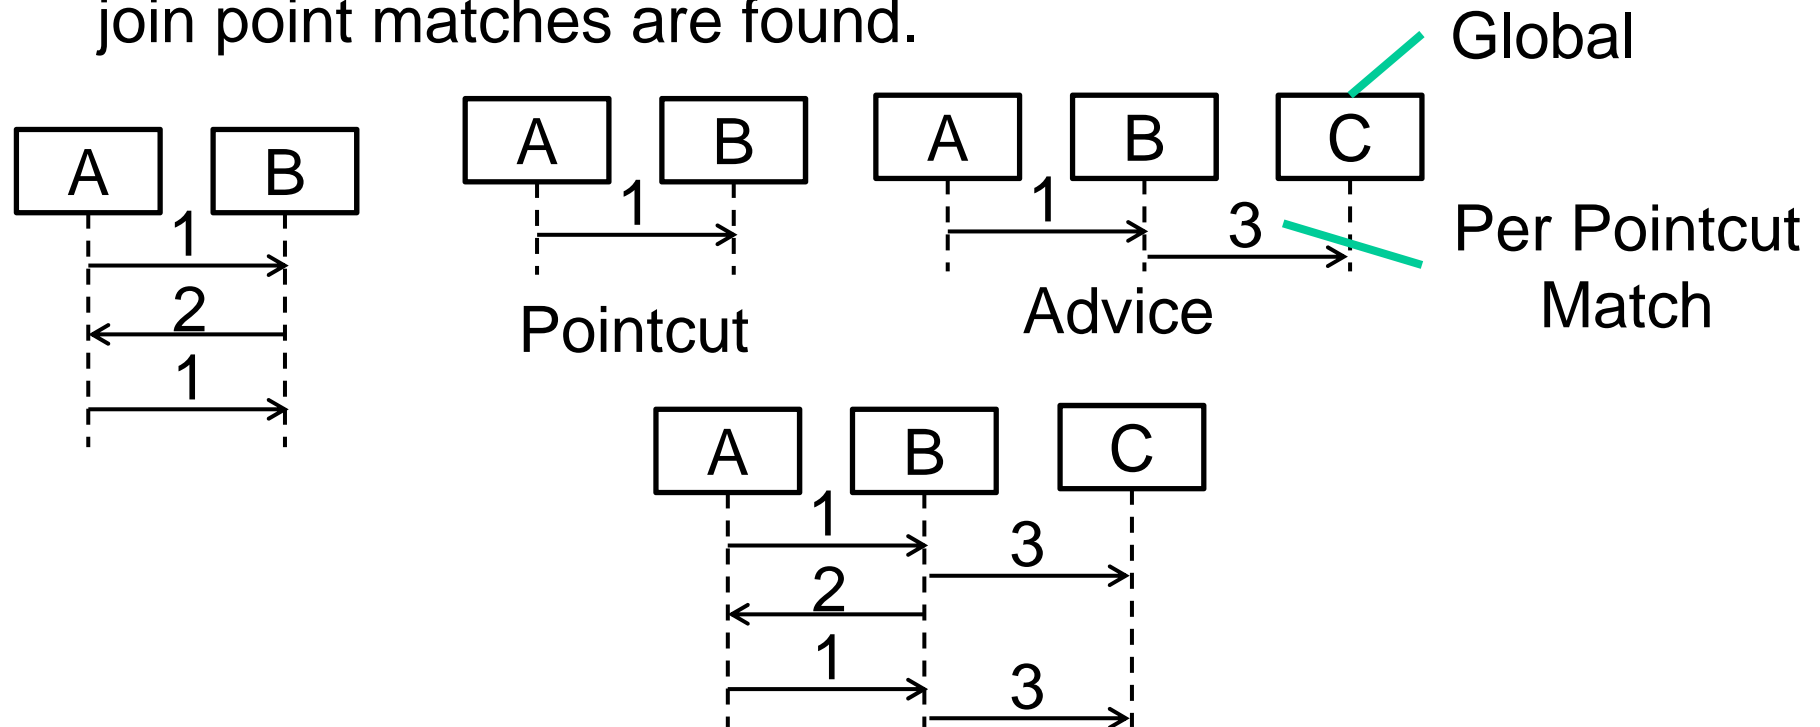 join point matches are found.
Global
A B
1
2
1
A B
1
Pointcut
A B C
1 3
Advice
Per Pointcut
Match
A B C
1
3
2
1
3